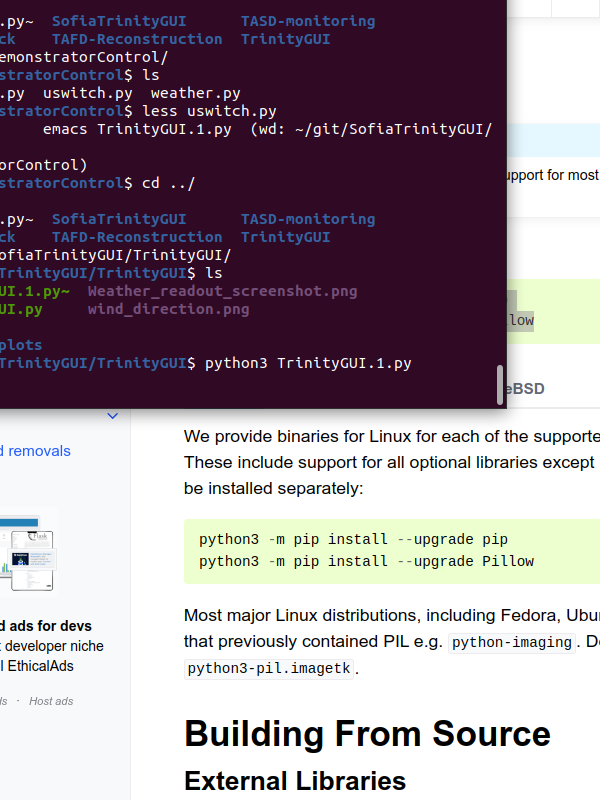 .py~ SofiaTrinityGUI TASD-monitoring
ck TAFD-Reconstruction TrinityGUI
emonstratorControl/
stratorControl$ ls
.py uswitch.py weather.py
stratorControl$ less uswitch.py
emacs TrinityGUI.1.py (wd: ~/git/SofiaTrinityGUI/
orControl)
stratorControl$ cd ../
.py~ SofiaTrinityGUI TASD-monitoring
ck TAFD-Reconstruction TrinityGUI
ofiaTrinityGUI/TrinityGUI/
TrinityGUI/TrinityGUI$ ls
UI.1.py~ Weather_readout_screenshot.png
UI.py wind_direction.png
plots
TrinityGUI/TrinityGUI$ python3 TrinityGUI.1.py
upport for most
llow
eBSD
d removals
We provide binaries for Linux for each of the supporte
These include support for all optional libraries except
be installed separately:
python3 -m pip install --upgrade pip
python3 -m pip install --upgrade Pillow
d ads for devs
t developer niche
l EthicalAds
ds · Host ads
Most major Linux distributions, including Fedora, Ubu
that previously contained PIL e.g. python-imaging. De
python3-pil.imagetk.
Building From Source
External Libraries